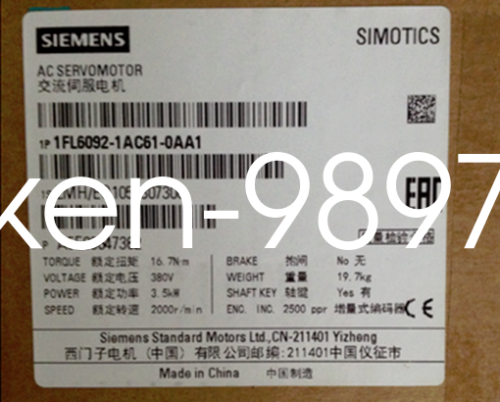 SIEMENS
SIMOTICS
AC SERVOMOTOR
交流伺服电机
1P 1FL6092-1AC61-0AA1
ken-9897
EAC
TORQUE 额定扭矩 16.7N·m BRAKE 抱闸 No 无
VOLTAGE 额定电压 380V WEIGHT 重量 19.7kg
POWER 额定功率 3.5kW SHAFT KEY 轴键 Yes 有
SPEED 额定转速 2000r/min ENC. INC 2500 ppr 增量式编码器 CE
Siemens Standard Motors Ltd.,CN-211401 Yizheng
西门子电机（中国）有限公司邮编:211401中国仪征市
Made in China 中国制造